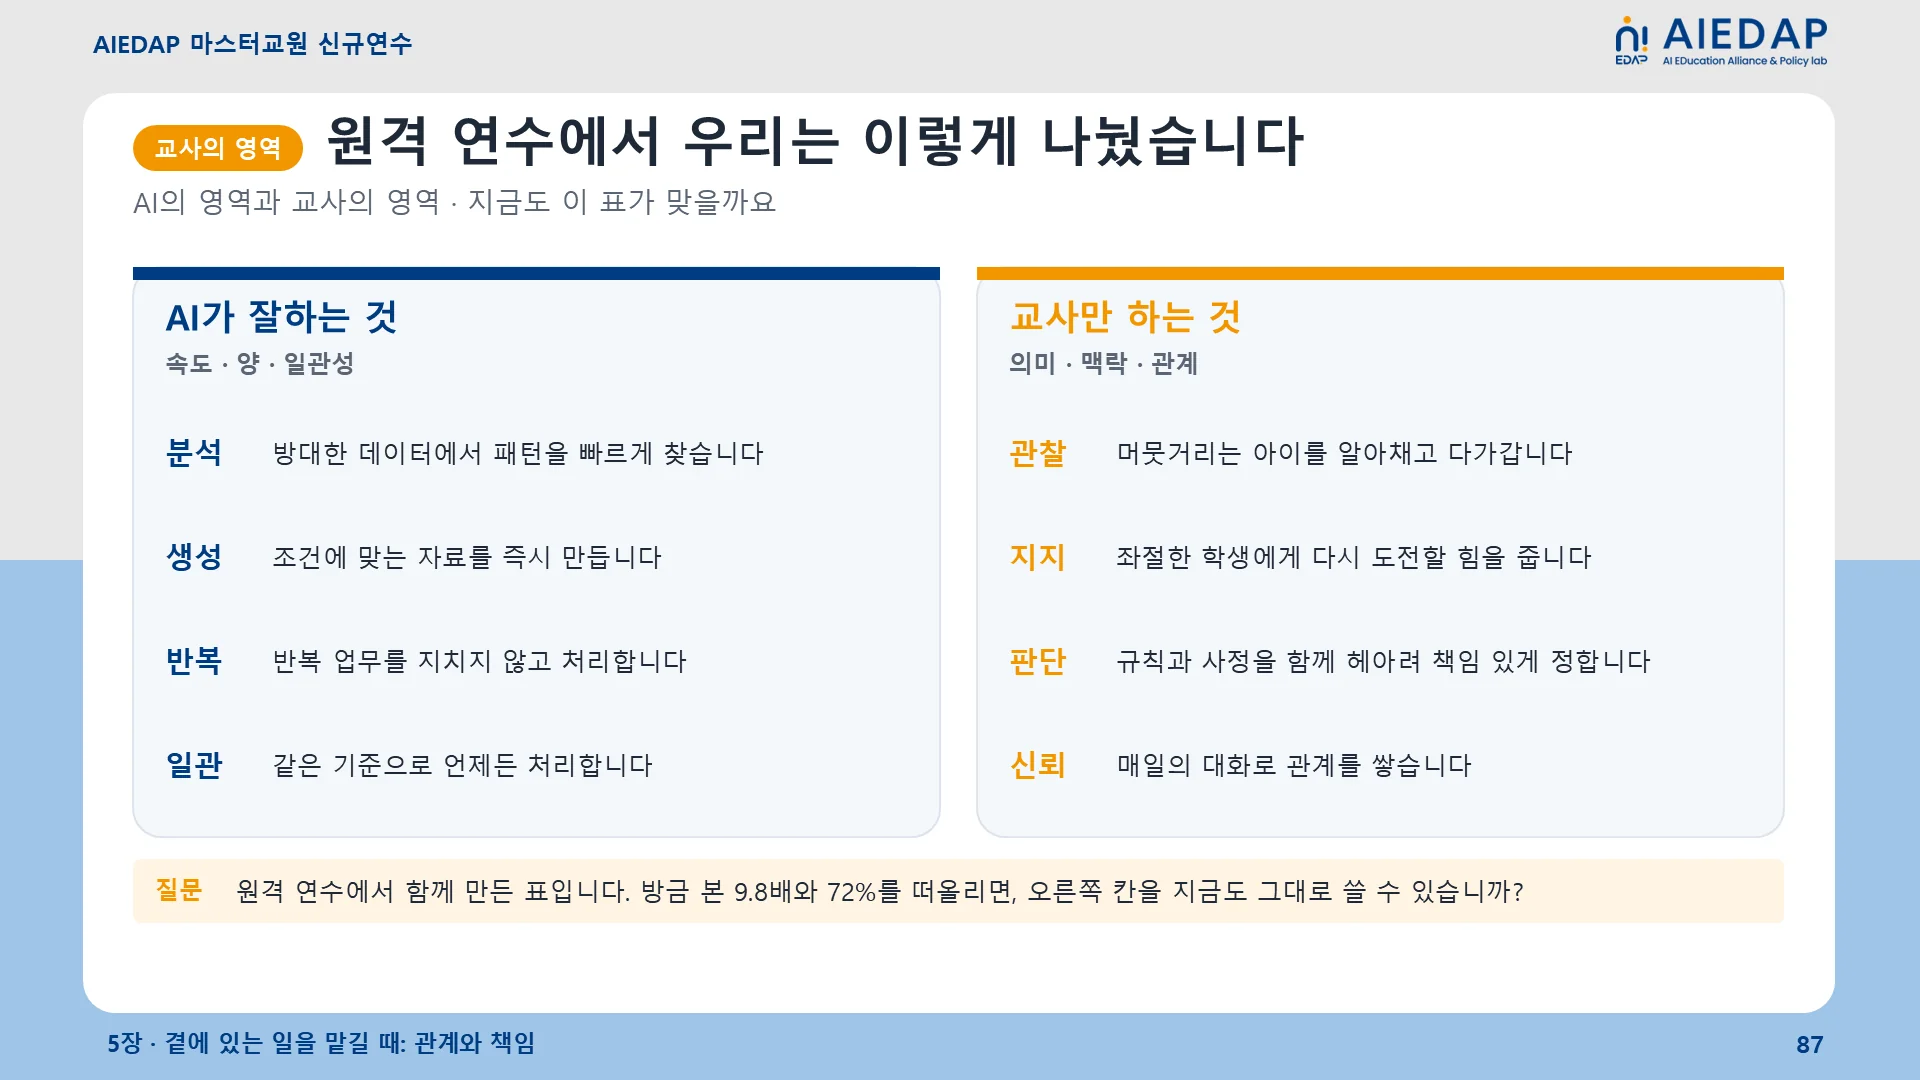 AIEDAP 마스터교원 신규연수
EDAP
AIEDAP
AI EDucation Alliance & Policy lab
교사의 영역
원격 연수에서 우리는 이렇게 나눴습니다
AI의 영역과 교사의 영역 · 지금도 이 표가 맞을까요
AI가 잘하는 것
속도 · 양 · 일관성
분석 방대한 데이터에서 패턴을 빠르게 찾습니다
생성 조건에 맞는 자료를 즉시 만듭니다
반복 반복 업무를 지치지 않고 처리합니다
일관 같은 기준으로 언제든 처리합니다
교사만 하는 것
의미 · 맥락 · 관계
관찰 머뭇거리는 아이를 알아채고 다가갑니다
지지 좌절한 학생에게 다시 도전할 힘을 줍니다
판단 규칙과 사정을 함께 헤아려 책임 있게 정합니다
신뢰 매일의 대화로 관계를 쌓습니다
질문 원격 연수에서 함께 만든 표입니다. 방금 본 9.8배와 72%를 떠올리면, 오른쪽 칸을 지금도 그대로 쓸 수 있습니까?
5장 · 곁에 있는 일을 맡길 때: 관계와 책임
87